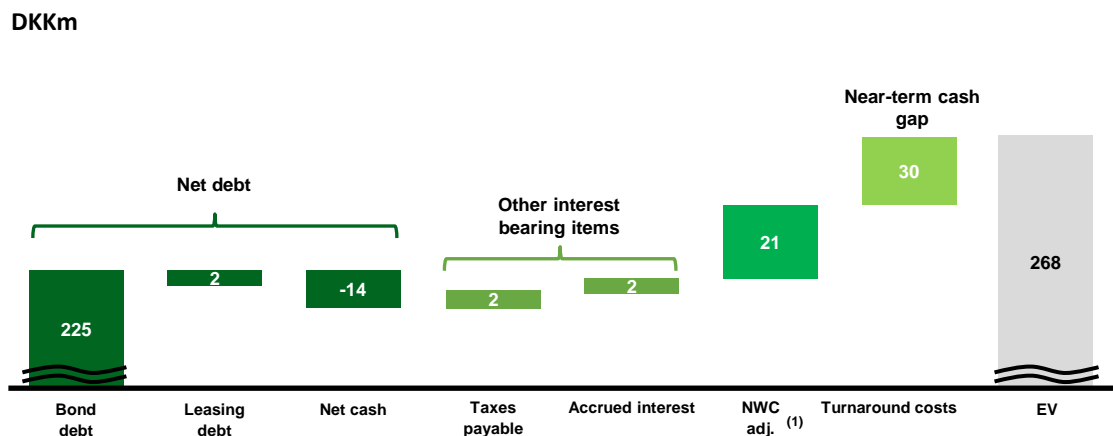 DKKm
Near-term cash
gap
30
Net debt
Other interest
bearing items
21
268
2
-14
2
2
225
Bond
debt
Leasing
debt
Net cash
Taxes
payable
Accrued interest
NWC
adj. (1)
Turnaround costs
EV